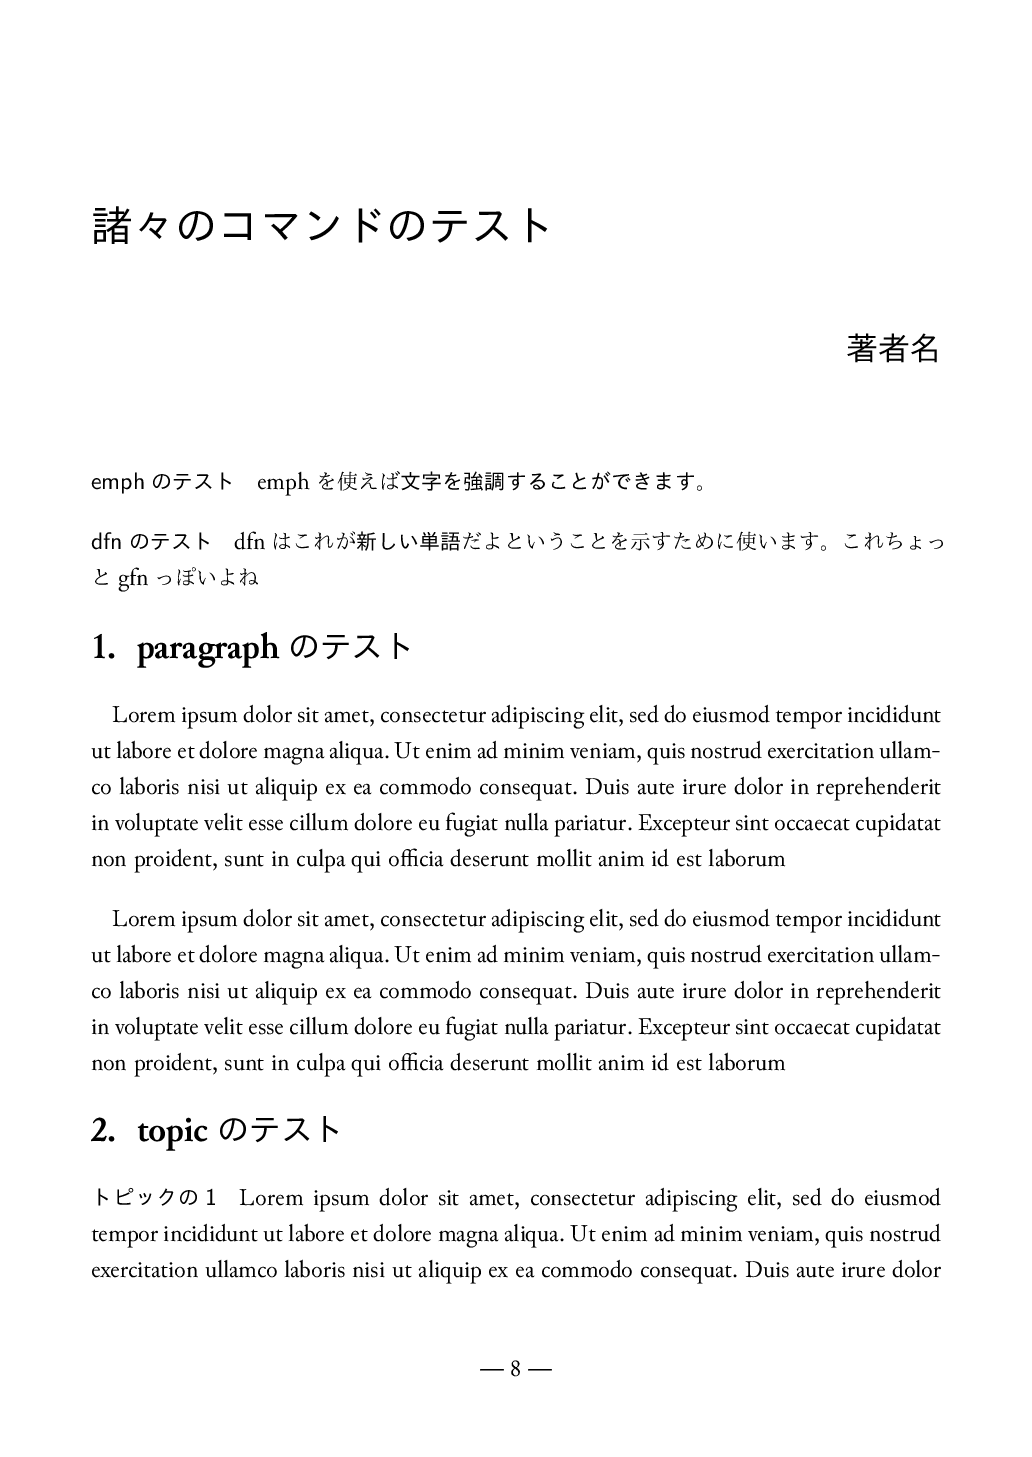 諸々のコマンドのテスト
著者名
emph のテスト　emph を使えば文字を強調することができます。
dfn のテスト　dfn はこれが新しい単語だよということを示すために使います。これちょっ
と gfn っぽいよね
1. paragraph のテスト
Lorem ipsum dolor sit amet, consectetur adipiscing elit, sed do eiusmod tempor incididunt
ut labore et dolore magna aliqua. Ut enim ad minim veniam, quis nostrud exercitation ullam-
co laboris nisi ut aliquip ex ea commodo consequat. Duis aute irure dolor in reprehenderit
in voluptate velit esse cillum dolore eu fugiat nulla pariatur. Excepteur sint occaecat cupidatat
non proident, sunt in culpa qui officia deserunt mollit anim id est laborum
Lorem ipsum dolor sit amet, consectetur adipiscing elit, sed do eiusmod tempor incididunt
ut labore et dolore magna aliqua. Ut enim ad minim veniam, quis nostrud exercitation ullam-
co laboris nisi ut aliquip ex ea commodo consequat. Duis aute irure dolor in reprehenderit
in voluptate velit esse cillum dolore eu fugiat nulla pariatur. Excepteur sint occaecat cupidatat
non proident, sunt in culpa qui officia deserunt mollit anim id est laborum
2. topic のテスト
トピックの 1　Lorem ipsum dolor sit amet, consectetur adipiscing elit, sed do eiusmod
tempor incididunt ut labore et dolore magna aliqua. Ut enim ad minim veniam, quis nostrud
exercitation ullamco laboris nisi ut aliquip ex ea commodo consequat. Duis aute irure dolor
— 8 —